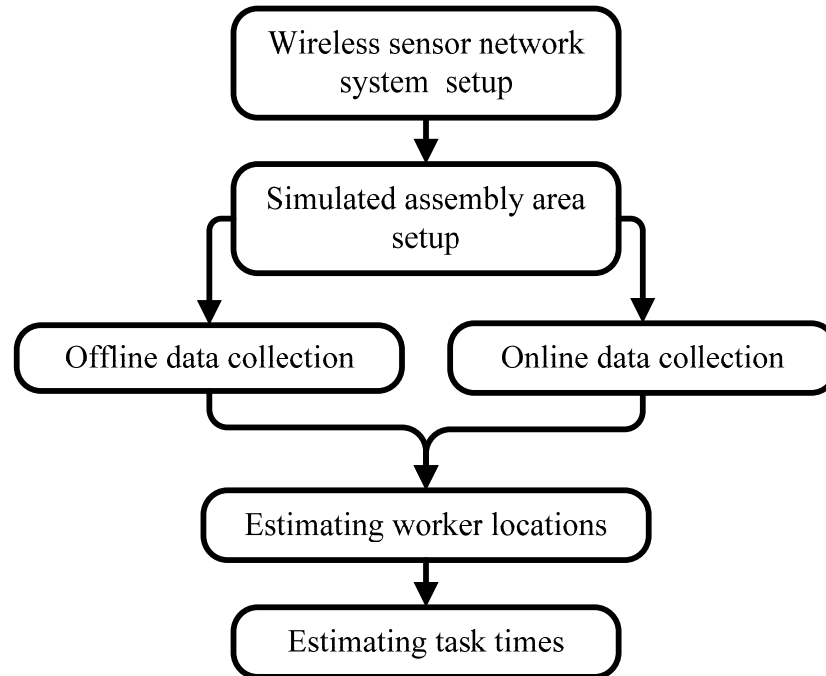 Wireless sensor network
system setup
Simulated assembly area
setup
Offline data collection
Online data collection
Estimating worker locations
Estimating task times